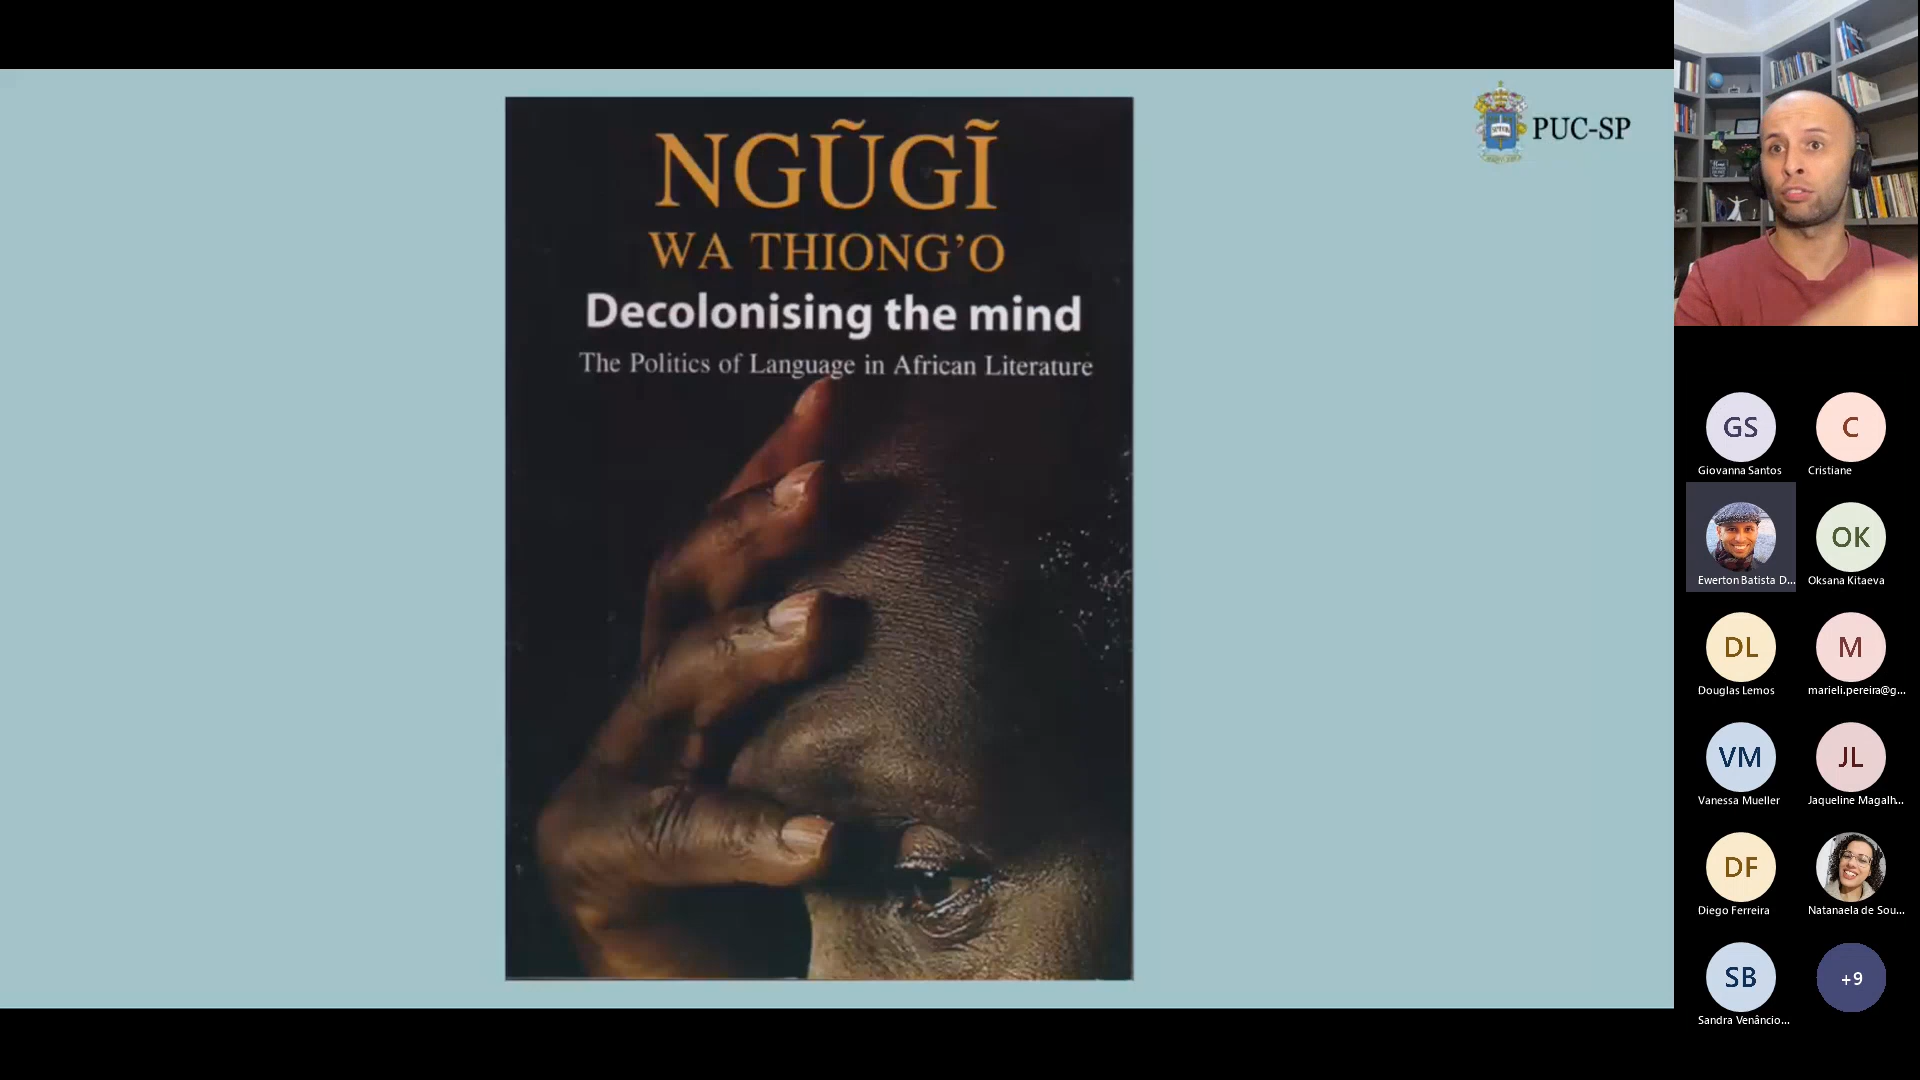 NGŨGĨ
WA THIONG’O
Decolonising the mind
The Politics of Language in African Literature
PUC-SP
GS
Giovanna Santos
C
Cristiane
Ewerton Batista D...
OK
Oksana Kitaeva
DL
Douglas Lemos
M
marieli.pereira@g...
VM
Vanessa Mueller
JL
Jaqueline Magalh...
DF
Diego Ferreira
Natanaela de Sou...
SB
Sandra Venâncio...
+9